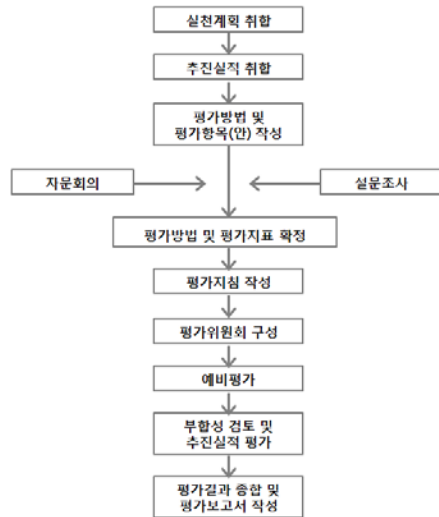 실천계획 취합
추진실적 취합
평가방법 및
평가항목(안) 작성
자문회의
설문조사
평가방법 및 평가지표 확정
평가지침 작성
평가위원회 구성
예비평가
부합성 검토 및
추진실적 평가
평가결과 종합 및
평가보고서 작성